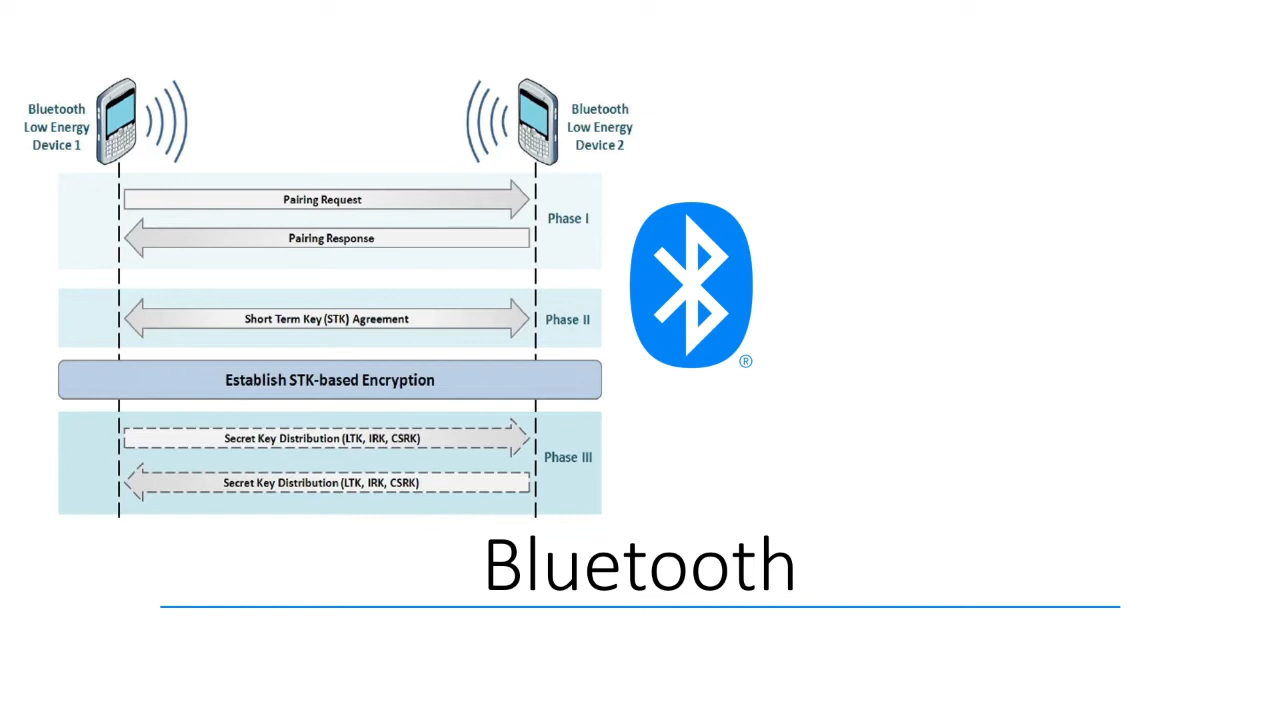 Bluetooth
Low Energy
Device 1
Bluetooth
Low Energy
Device 2
Pairing Request
Phase I
Pairing Response
Short Term Key (STK) Agreement
Phase II
Establish STK-based Encryption
Secret Key Distribution (LTK, IRK, CSRK)
Phase III
Secret Key Distribution (LTK, IRK, CSRK)
®
Bluetooth